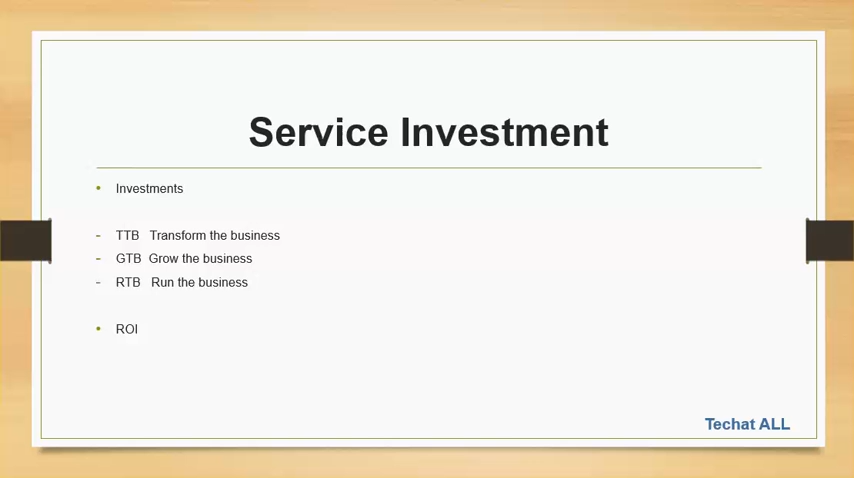 Service Investment
• Investments
- TTB Transform the business
- GTB Grow the business
- RTB Run the business
• ROI
Techat ALL